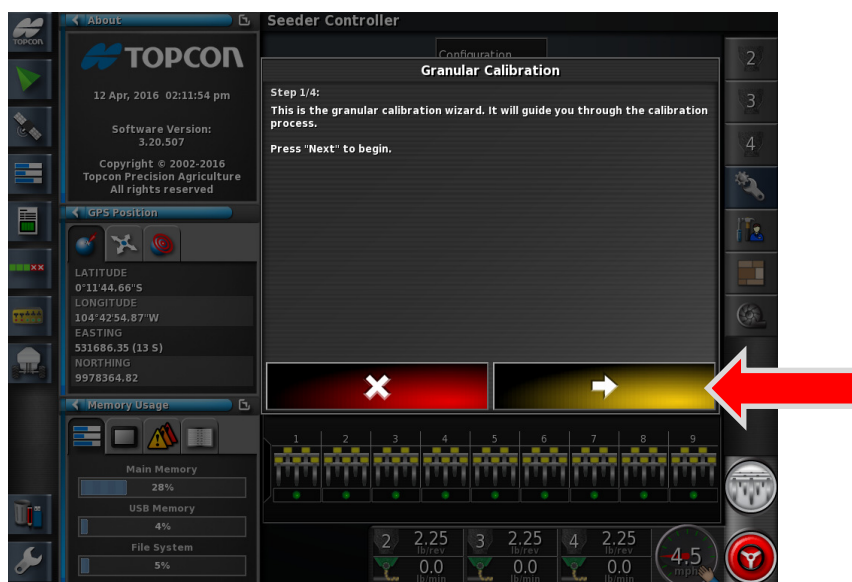 TOPCON
About
TOPCON
12 Apr, 2016 02:11:54 pm
Software Version:
3.20.507
Copyright © 2002-2016
Topcon Precision Agriculture
All rights reserved
GPS Position
LATITUDE
0°11'44.66"S
LONGITUDE
104°42'54.87"W
EASTING
531686.35 (13 S)
NORTHING
9978364.82
Memory Usage
Main Memory
28%
USB Memory
4%
File System
5%
Seeder Controller
Configuration
Granular Calibration
Step 1/4:
This is the granular calibration wizard. It will guide you through the calibration
process.
Press "Next" to begin.
1 2 3 4 5 6 7 8 9
2 2.25 lb/rev 3 2.25 lb/rev 4 2.25 lb/rev
0.0 lb/min 0.0 lb/min 0.0 lb/min
4.5
mph
2
3
4